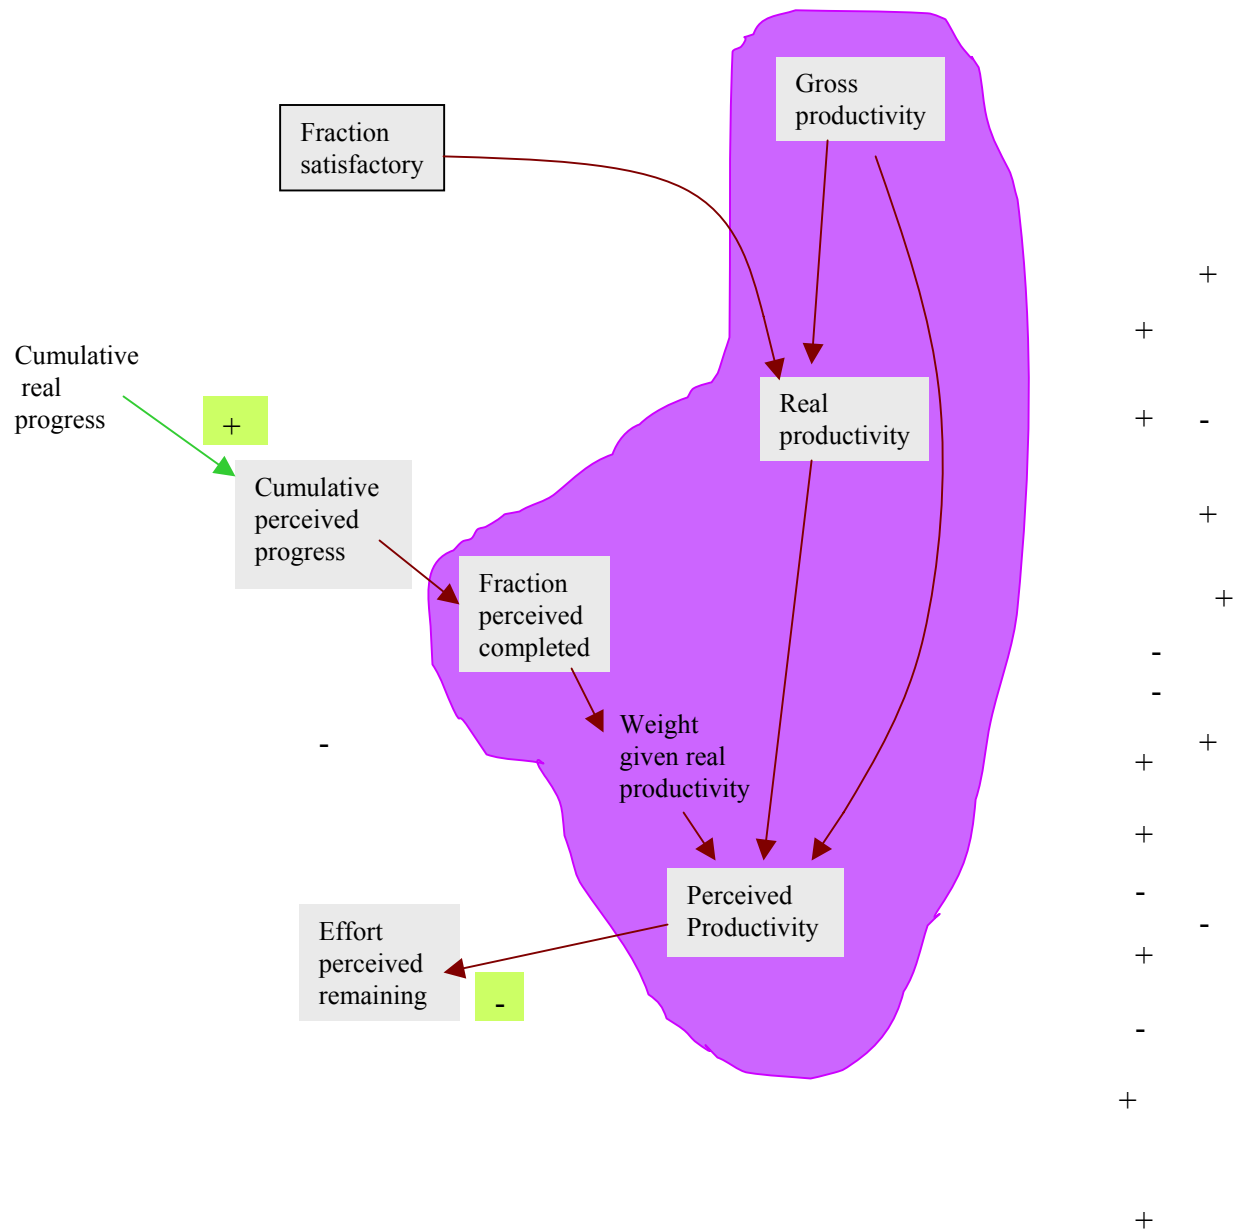 Gross
productivity
Fraction
satisfactory
+
+
Cumulative
real
progress
+
Real
productivity
+ -
Cumulative
perceived
progress
+
Fraction
perceived
completed
+
-
-
Weight
given real
productivity
-
+
+
+
Perceived
Productivity
-
-
Effort
perceived
remaining
-
+
-
+
+